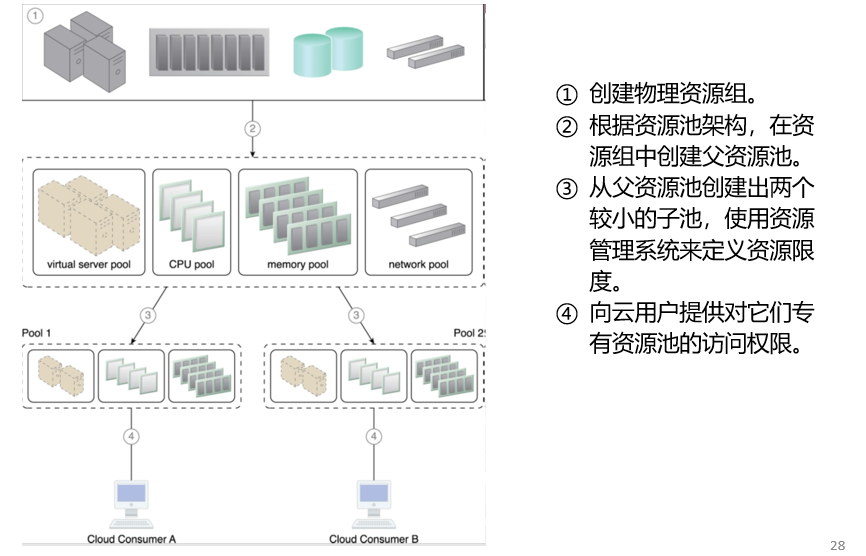 ①
②
virtual server pool
CPU pool
memory pool
network pool
③
③
Pool 1
Pool 2
④
④
Cloud Consumer A
Cloud Consumer B
① 创建物理资源组。
② 根据资源池架构，在资
源组中创建父资源池。
③ 从父资源池创建出两个
较小的子池，使用资源
管理系统来定义资源限
度。
④ 向云用户提供对它们专
有资源池的访问权限。
28